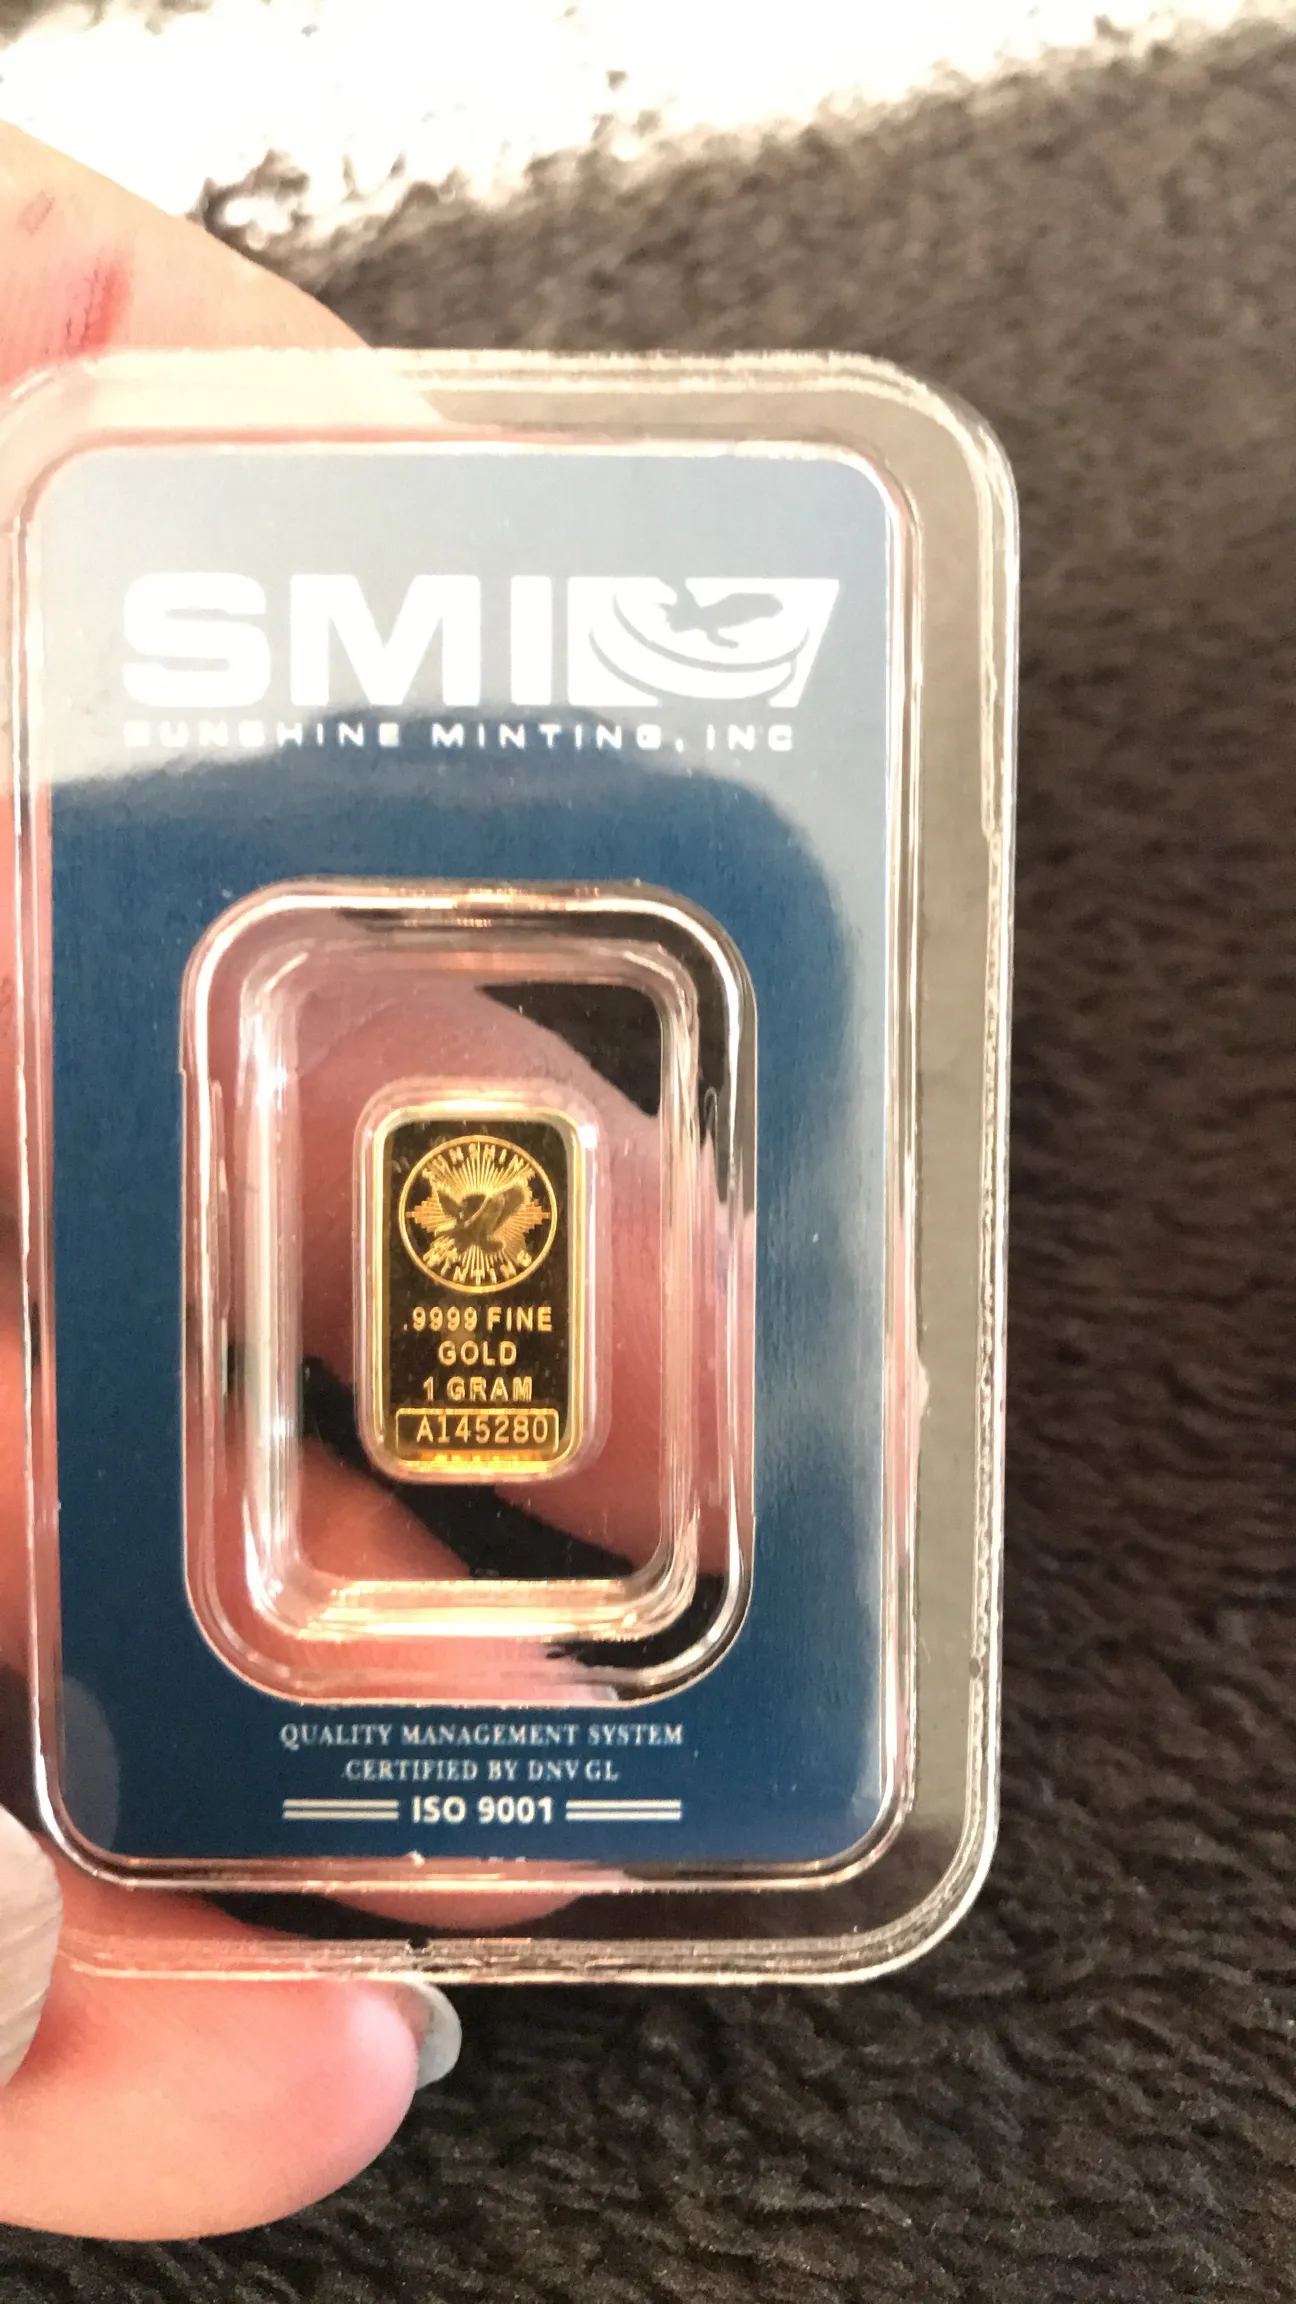 SMI
SUNSHINE MINTING, INC
SUNSHINE
MINTING
.9999 FINE
GOLD
1 GRAM
A145280
QUALITY MANAGEMENT SYSTEM
CERTIFIED BY DNV GL
ISO 9001